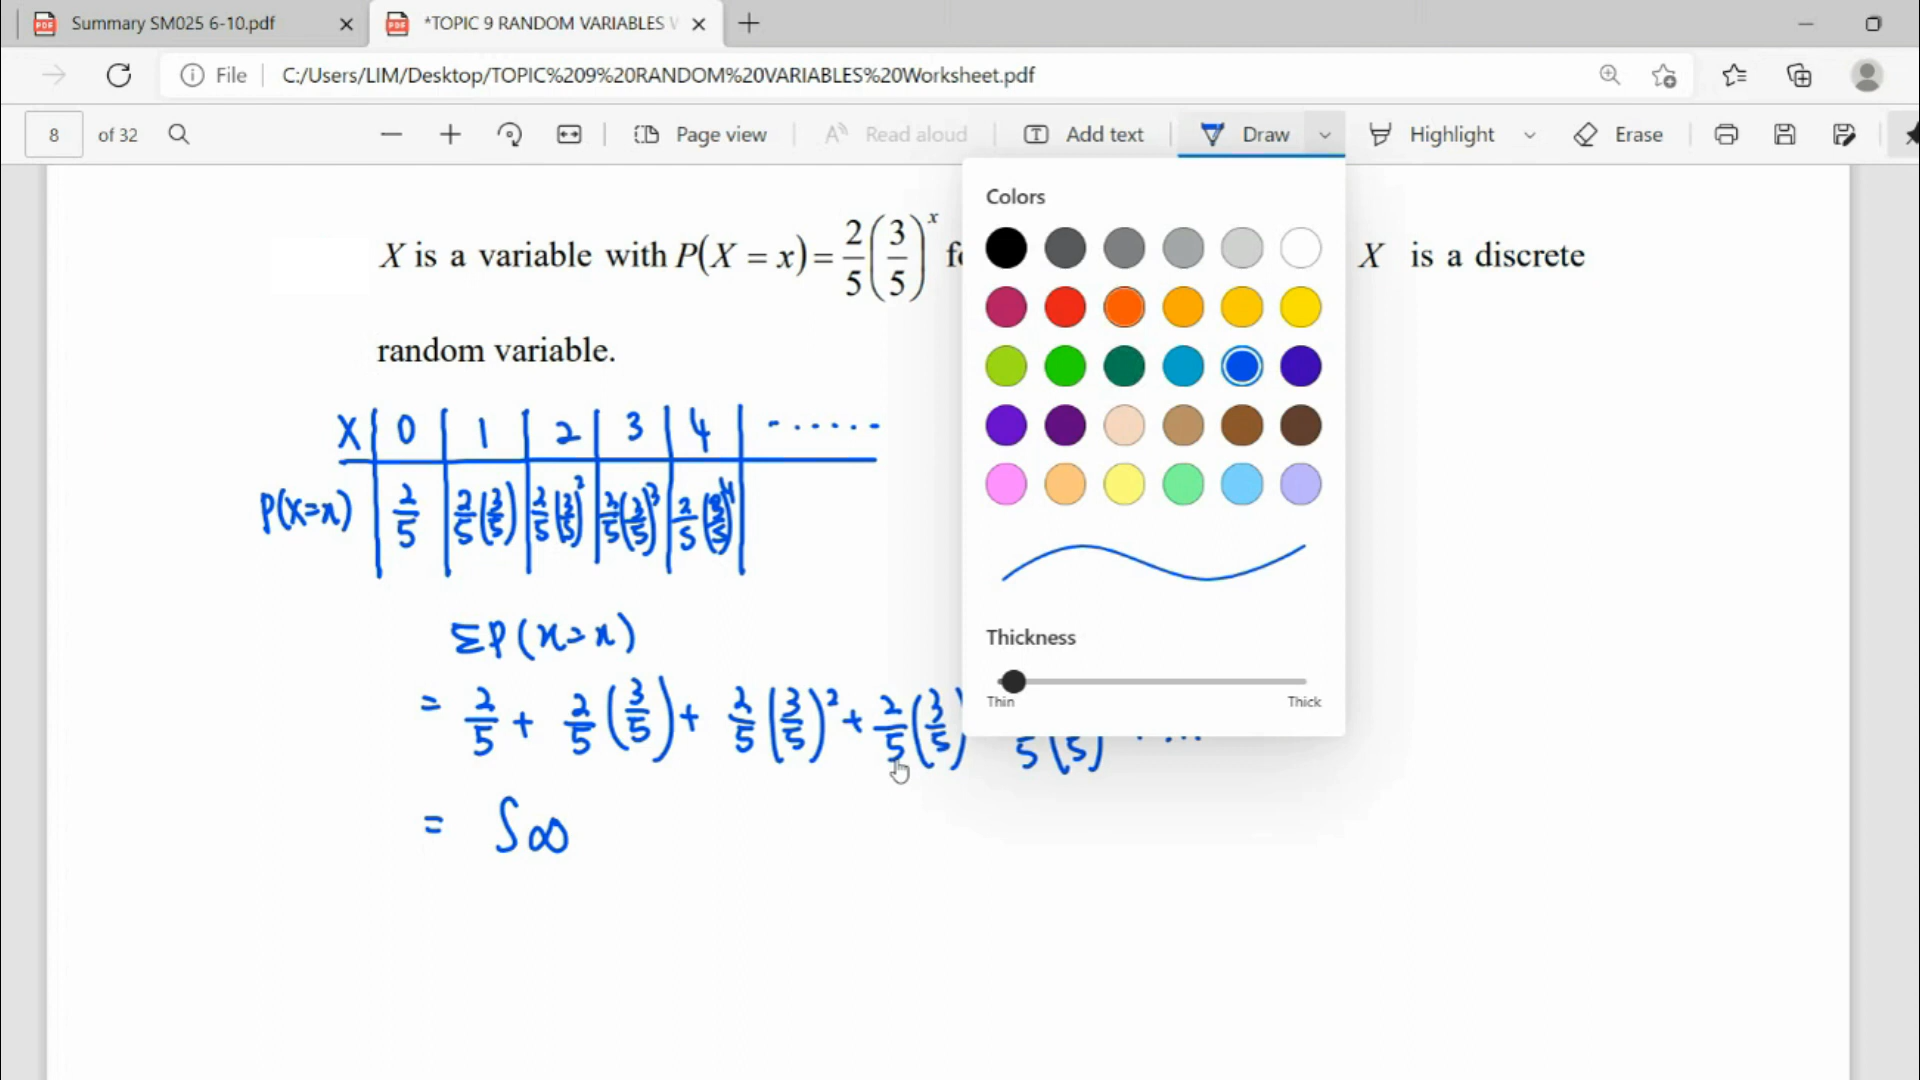 Summary SM025 6-10.pdf
*TOPIC 9 RANDOM VARIABLES W
File C:/Users/LIM/Desktop/TOPIC%209%20RANDOM%20VARIABLES%20Worksheet.pdf
8 of 32 Page view Read aloud Add text Draw Highlight Erase
X is a variable with P(X = x) = 2/5 (3/5)^x X is a discrete
random variable.
X 0 1 2 3 4 ......
P(X=x) 2/5 2/5(3/5) 2/5(3/5)^2 2/5(3/5)^3 2/5(3/5)^4
ΣP(X=x)
= 2/5 + 2/5(3/5) + 2/5(3/5)^2 + 2/5(3/5) 5(5) + ...
= S∞
Colors
Thickness
Thin Thick